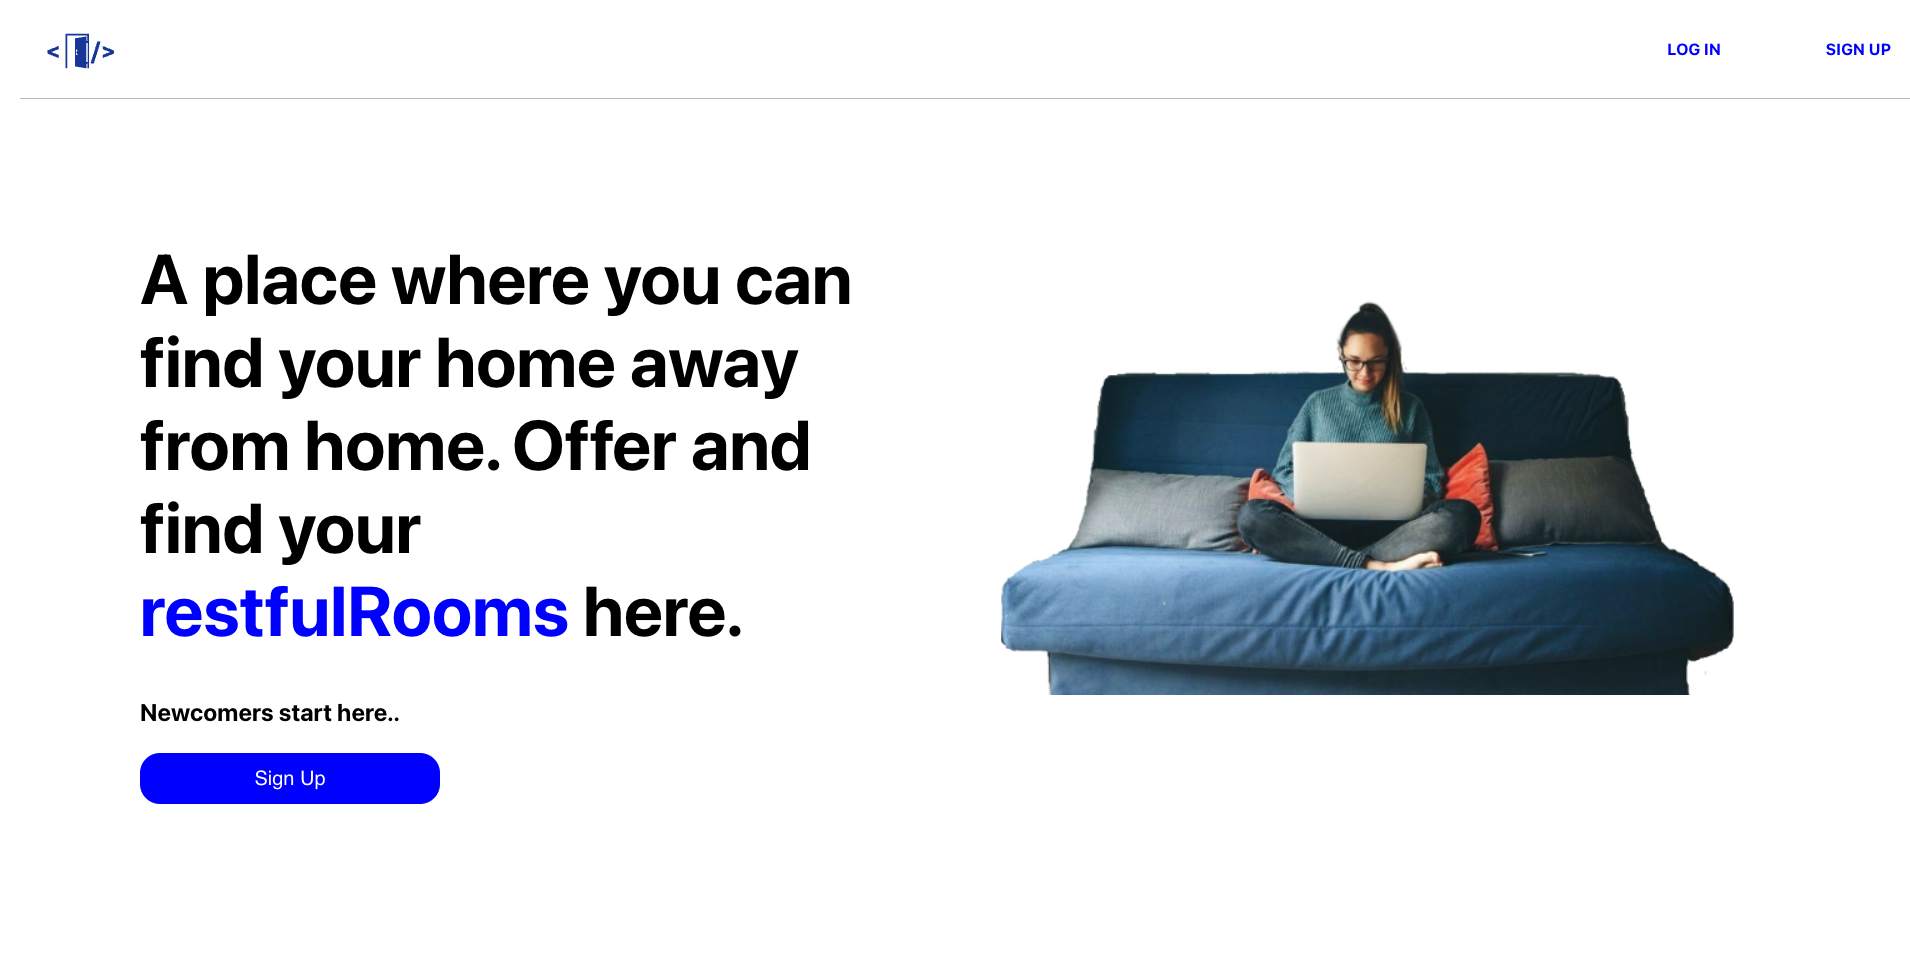 LOG IN
SIGN UP
A place where you can
find your home away
from home. Offer and
find your
restfulRooms here.
Newcomers start here..
Sign Up